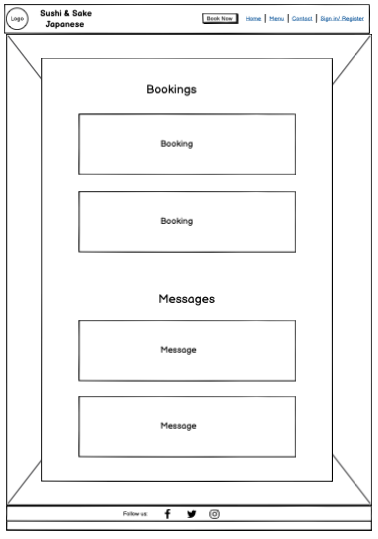 Logo
Sushi & Sake
Japanese
Book Now
Home | Menu | Contact | Sign in/ Register
Bookings
Booking
Booking
Messages
Message
Message
Follow us: